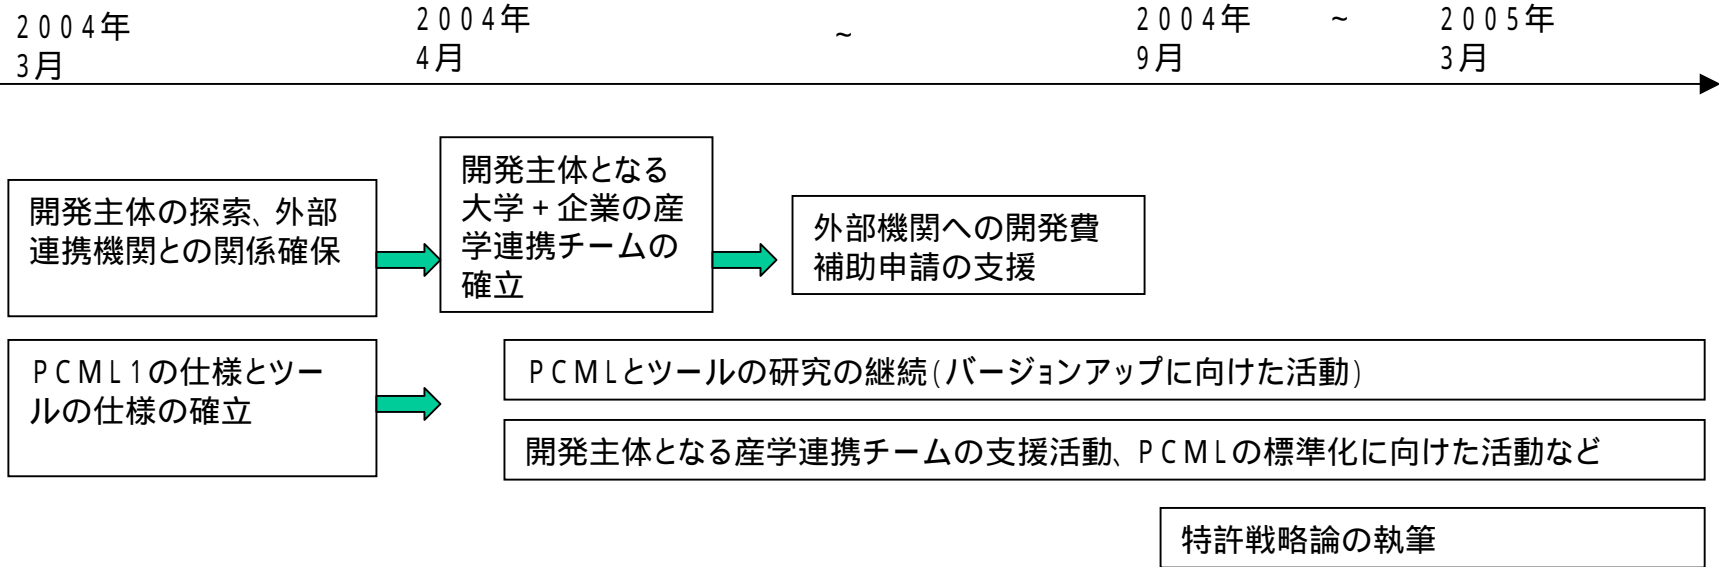 2004年
3月
2004年
4月
~
2004年
9月
~
2005年
3月
開発主体の探索、外部
連携機関との関係確保
開発主体となる
大学+企業の産
学連携チームの
確立
外部機関への開発費
補助申請の支援
PCML1の仕様とツー
ルの仕様の確立
PCMLとツールの研究の継続(バージョンアップに向けた活動)
開発主体となる産学連携チームの支援活動、PCMLの標準化に向けた活動など
特許戦略論の執筆